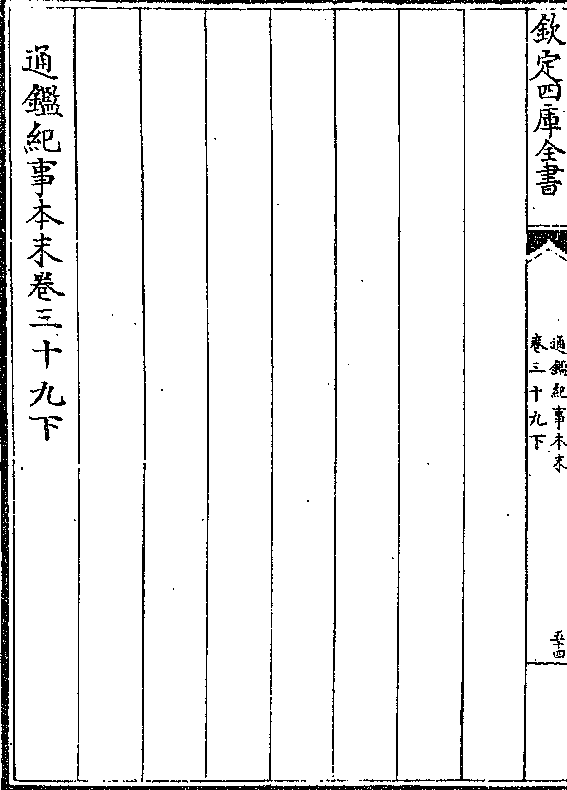 欽定四庫全書
通鑑紀事本末
卷三十九下
五十四
通鑑紀事本末卷三十九下